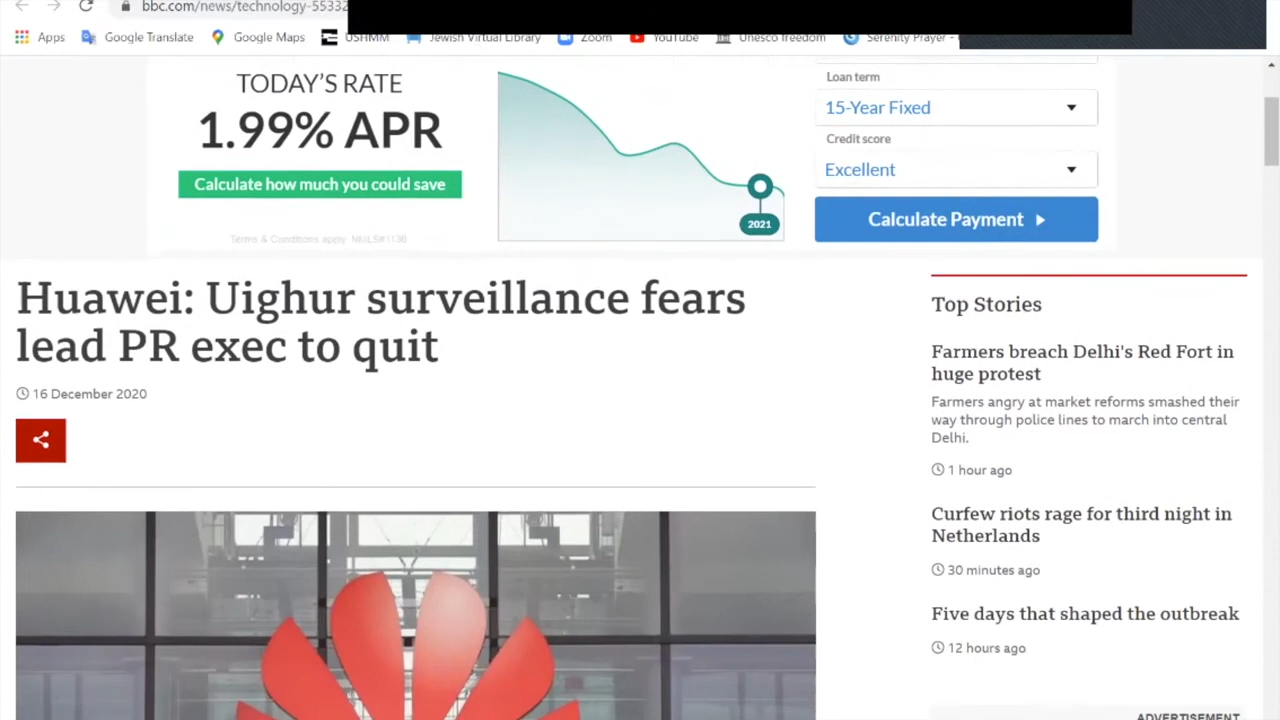 bbc.com/news/technology-55332
Apps
Google Translate
Google Maps
USHMM
Jewish Virtual Library
Zoom
YouTube
Unesco freedom
Serenity Prayer -
TODAY'S RATE
1.99% APR
Calculate how much you could save
Terms & Conditions apply. NMLS#1136
2021
Loan term
15-Year Fixed
Credit score
Excellent
Calculate Payment
Huawei: Uighur surveillance fears
lead PR exec to quit
16 December 2020
Top Stories
Farmers breach Delhi's Red Fort in
huge protest
Farmers angry at market reforms smashed their
way through police lines to march into central
Delhi.
1 hour ago
Curfew riots rage for third night in
Netherlands
30 minutes ago
Five days that shaped the outbreak
12 hours ago
ADVERTISEMENT